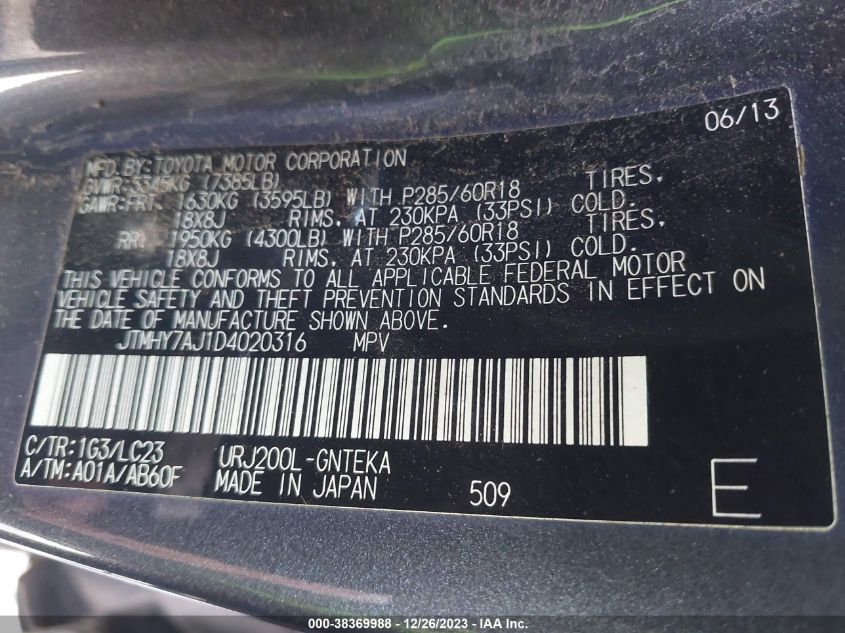 06/13
MFD.BY:TOYOTA MOTOR CORPORATION
GVWR:3345KG (7385LB)
GAWR:FRT. 1630KG (3595LB) WITH P285/60R18 TIRES.
18X8J RIMS. AT 230KPA (33PSI) COLD.
RR. 1950KG (4300LB) WITH P285/60R18 TIRES.
18X8J RIMS. AT 230KPA (33PSI) COLD.
THIS VEHICLE CONFORMS TO ALL APPLICABLE FEDERAL MOTOR
VEHICLE SAFETY AND THEFT PREVENTION STANDARDS IN EFFECT ON
THE DATE OF MANUFACTURE SHOWN ABOVE.
JTMHY7AJ1D4020316 MPV
C/TR:1G3/LC23 URJ200L-GNTEKA
A/TM:A01A/AB60F MADE IN JAPAN 509 E
000-38369988 - 12/26/2023 - IAA Inc.